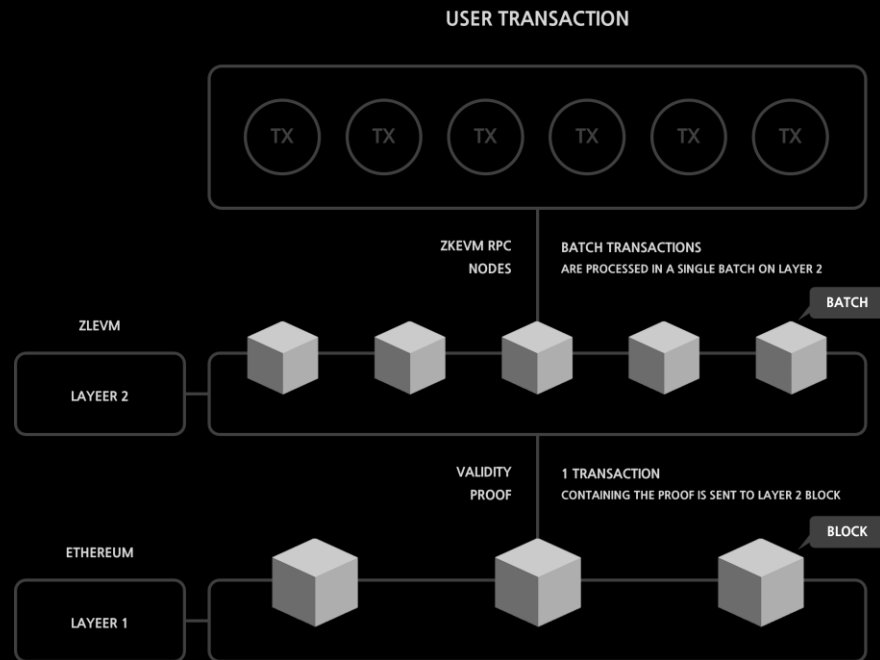 USER TRANSACTION
TX TX TX TX TX TX
ZKEVM RPC
NODES
BATCH TRANSACTIONS
ARE PROCESSED IN A SINGLE BATCH ON LAYER 2
BATCH
ZLEVM
LAYEER 2
VALIDITY
PROOF
1 TRANSACTION
CONTAINING THE PROOF IS SENT TO LAYER 2 BLOCK
BLOCK
ETHEREUM
LAYEER 1